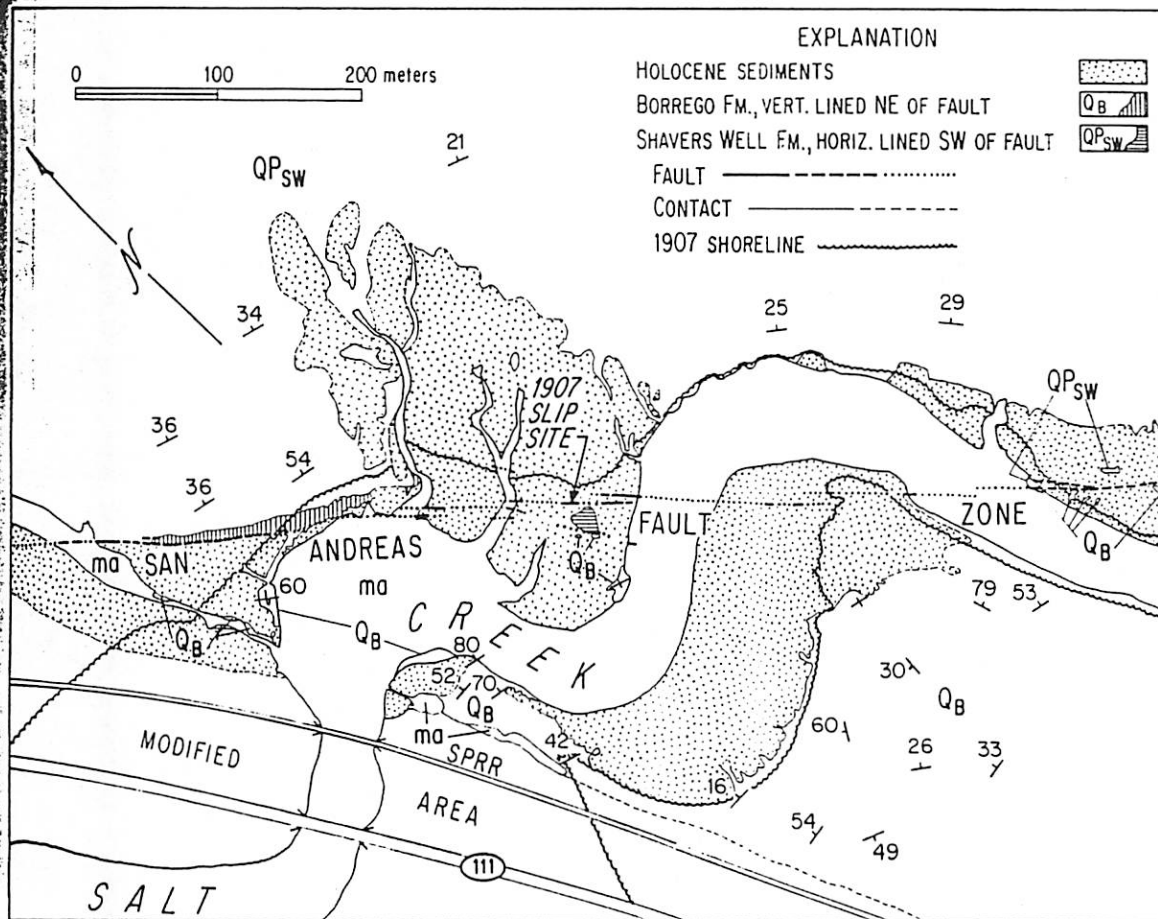 EXPLANATION
0 100 200 meters
HOLOCENE SEDIMENTS
BORREGO FM., VERT. LINED NE OF FAULT
QB
SHAVERS WELL FM., HORIZ. LINED SW OF FAULT
QPSW
FAULT
CONTACT
1907 SHORELINE
N
QPSW
21
34
25
29
36
36
54
1907
SLIP
SITE
QPSW
SAN ANDREAS FAULT ZONE
ma
ma
60
QB
QB
QB
QB
CREEK
80
52
70
QB
ma
42
16
79
53
30
QB
60
26
33
54
49
MODIFIED
AREA
SPRR
111
SALT